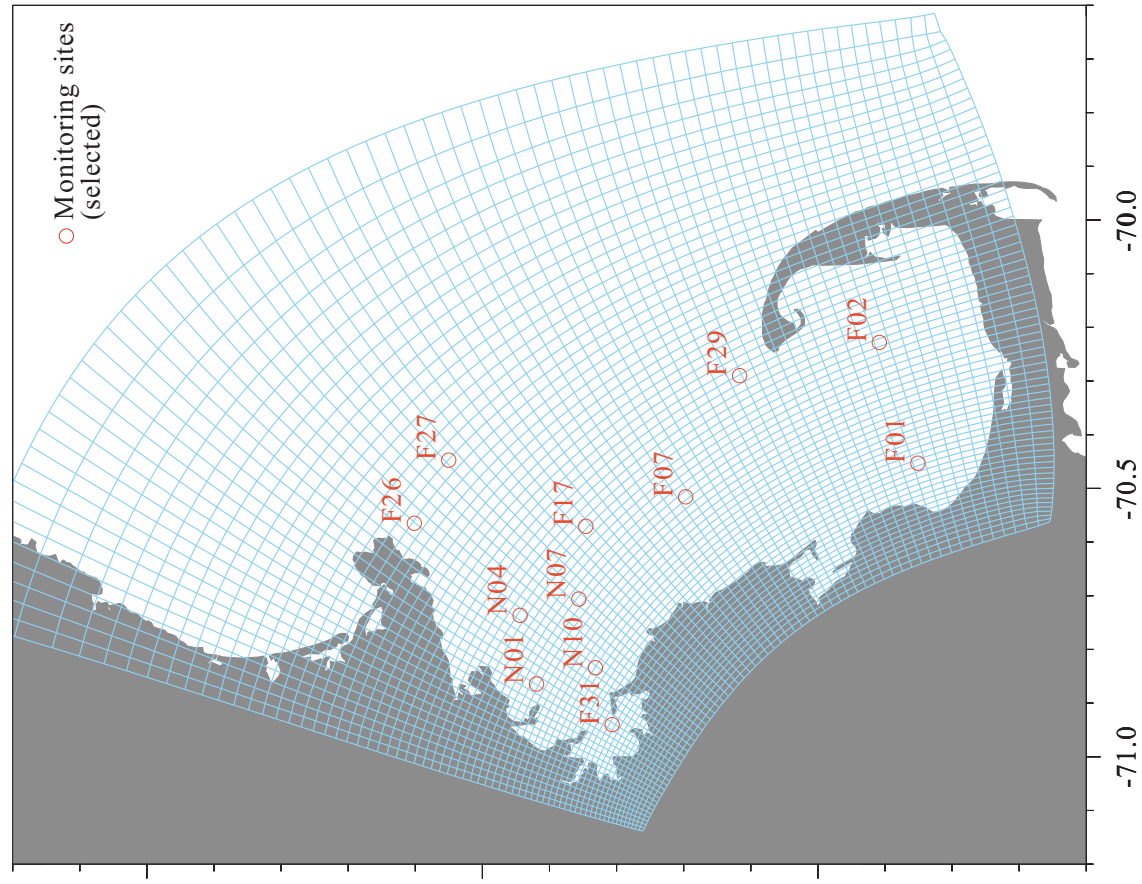 Monitoring sites
(selected)
F26
F27
N04
N01
N07
F17
N10
F31
F07
F29
F02
F01
-71.0
-70.5
-70.0